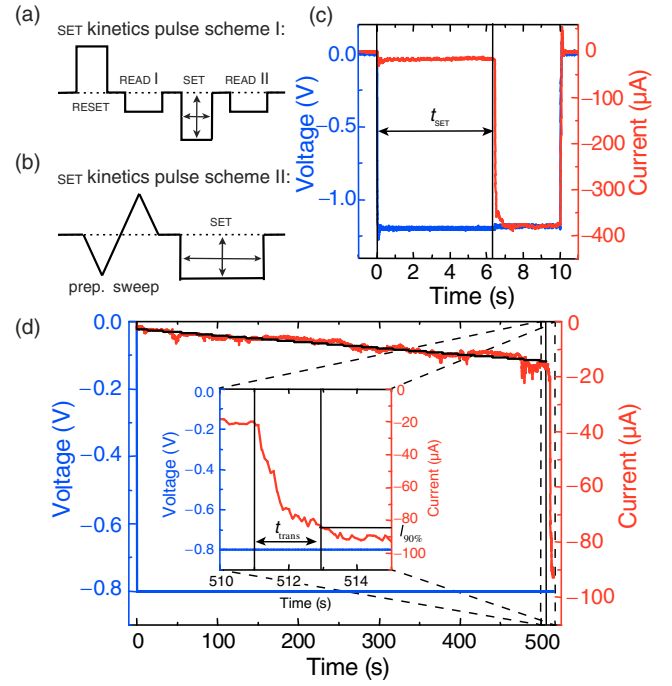 (a)
SET kinetics pulse scheme I:
RESET
READ I
SET
READ II
(b)
SET kinetics pulse scheme II:
SET
prep. sweep
(c)
Voltage (V)
0.0
−0.5
−1.0
t_SET
0
−100
−200
−300
−400
Current (µA)
0 2 4 6 8 10
Time (s)
(d)
Voltage (V)
0.0
−0.2
−0.4
−0.6
−0.8
0
−20
−40
−60
−80
−100
Current (µA)
0 100 200 300 400 500
Time (s)
Voltage (V)
0.0
−0.2
−0.4
−0.6
−0.8
t_trans
I_90%
0
−20
−40
−60
−80
−100
Current (µA)
510 512 514
Time (s)